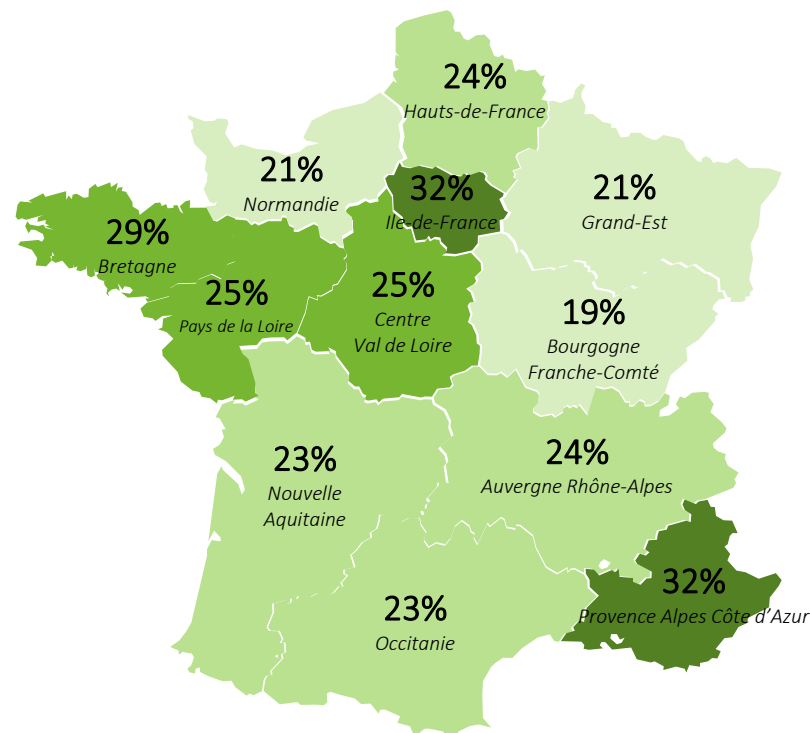 24%
Hauts-de-France
21%
Normandie
32%
Ile-de-France
21%
Grand-Est
29%
Bretagne
25%
Pays de la Loire
25%
Centre
Val de Loire
19%
Bourgogne
Franche-Comté
23%
Nouvelle
Aquitaine
24%
Auvergne Rhône-Alpes
32%
Provence Alpes Côte d’Azur
23%
Occitanie